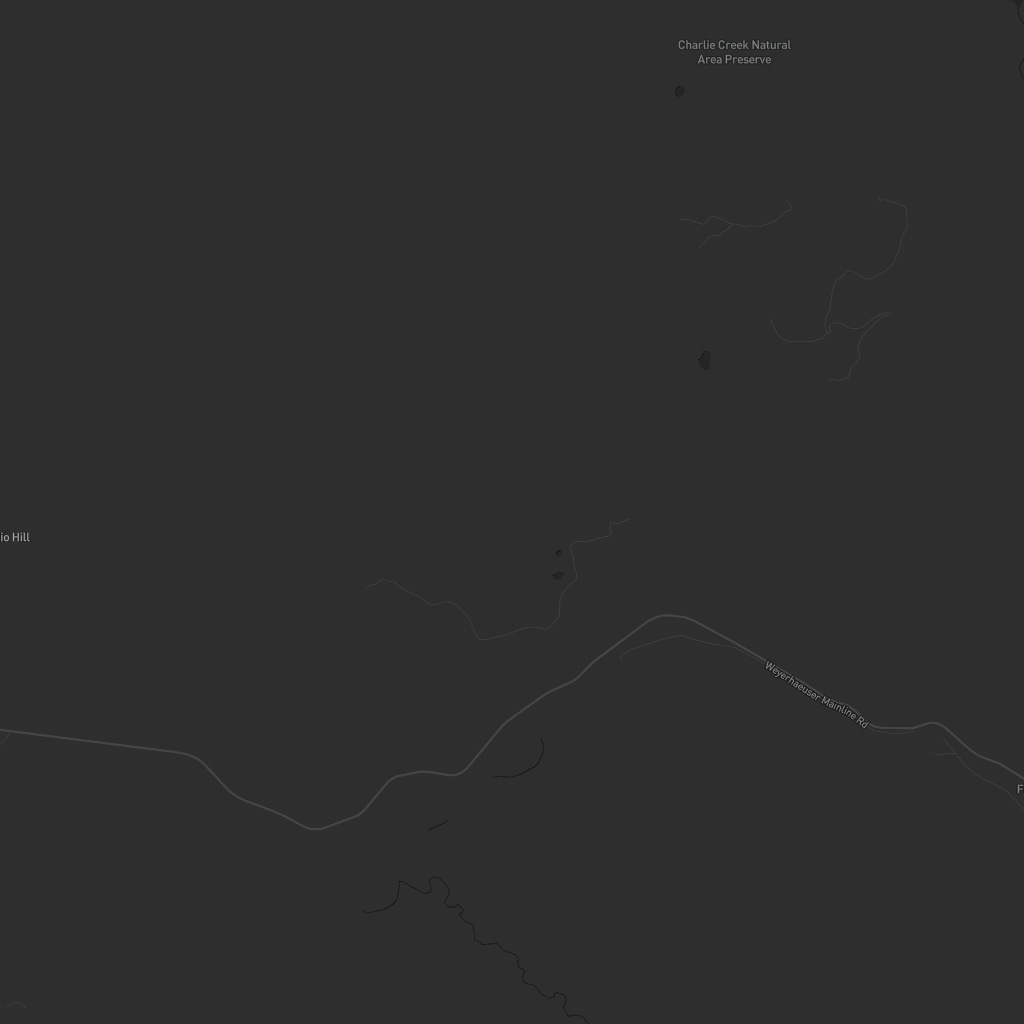 Charlie Creek Natural
Area Preserve
io Hill
Weyerhaeuser Mainline Rd
F